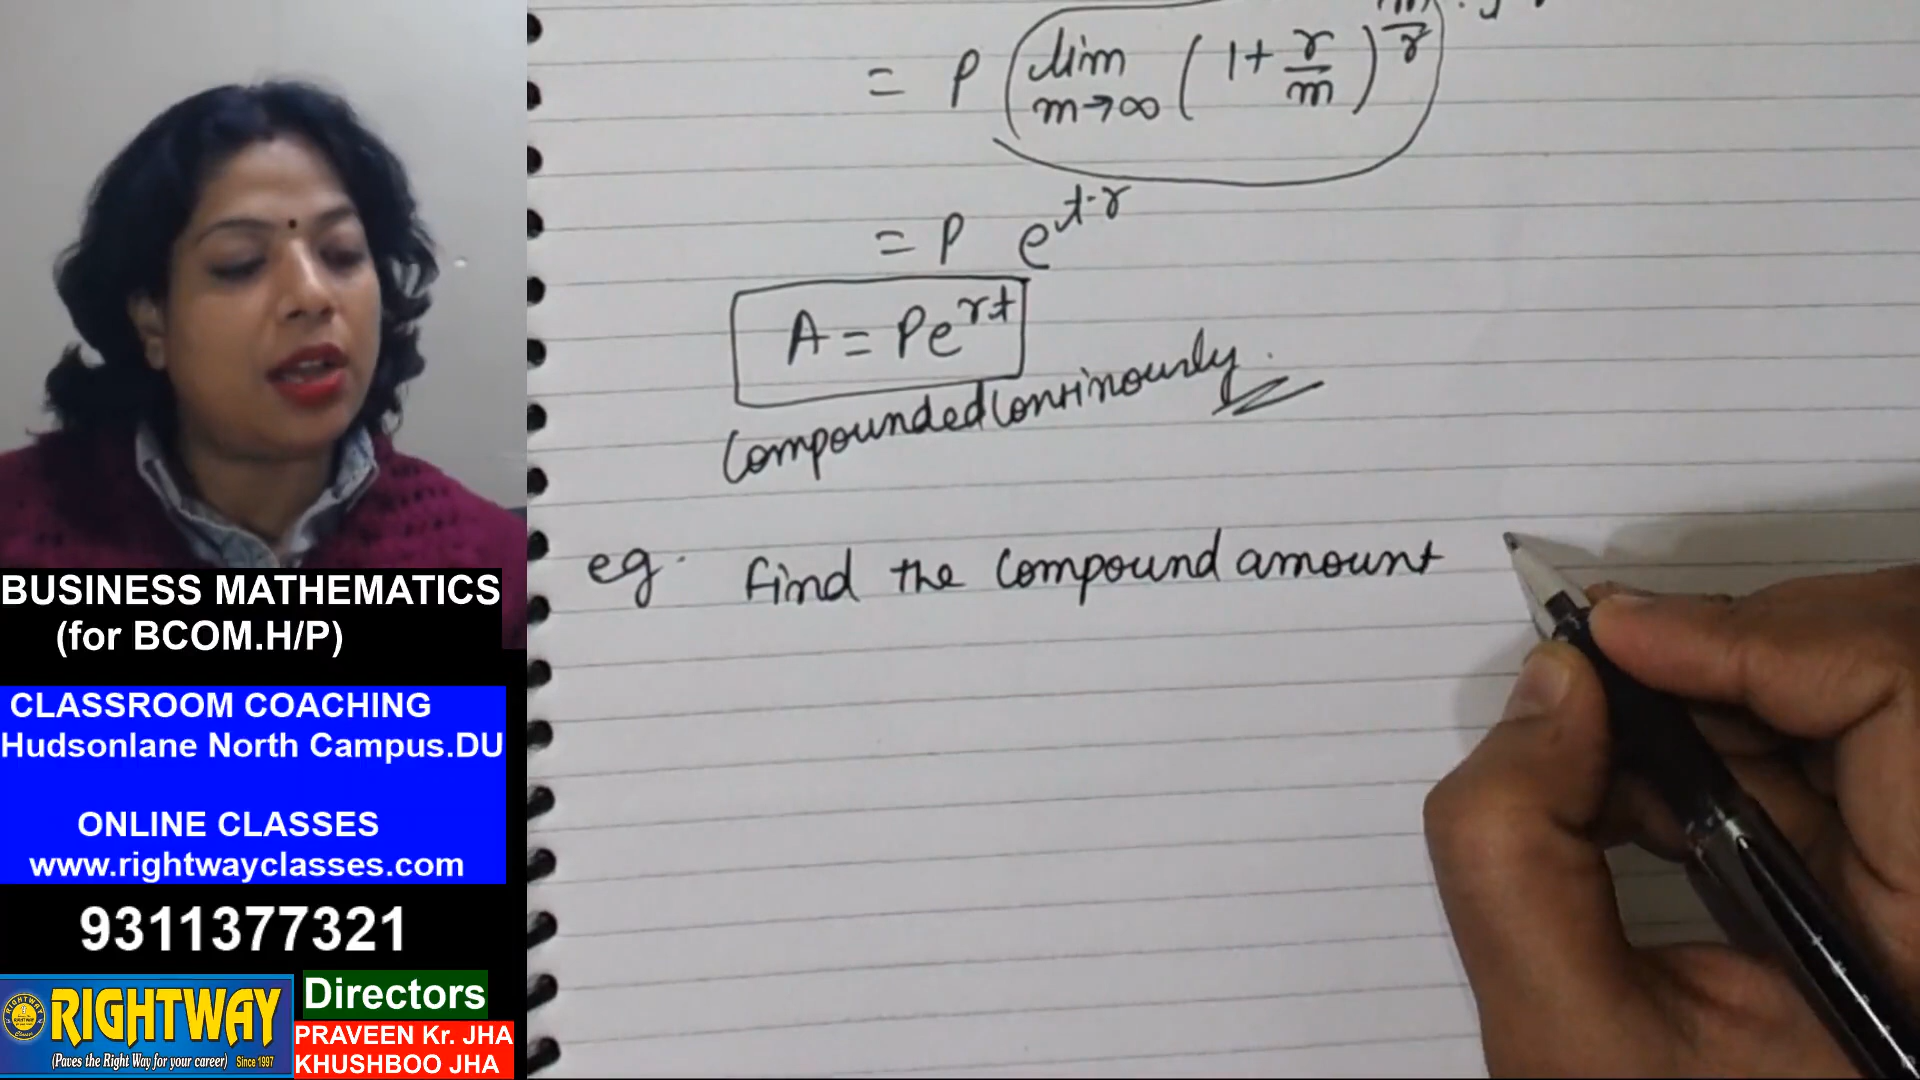 = P lim m→∞ (1 + r/m)^m/r
= P e^t·r
A = Pe^rt
Compounded Continously.
eg. Find the Compound amount
BUSINESS MATHEMATICS
(for BCOM.H/P)
CLASSROOM COACHING
Hudsonlane North Campus.DU
ONLINE CLASSES
www.rightwayclasses.com
9311377321
RIGHTWAY
(Paves the Right Way for your career) Since 1997
Directors
PRAVEEN Kr. JHA
KHUSHBOO JHA